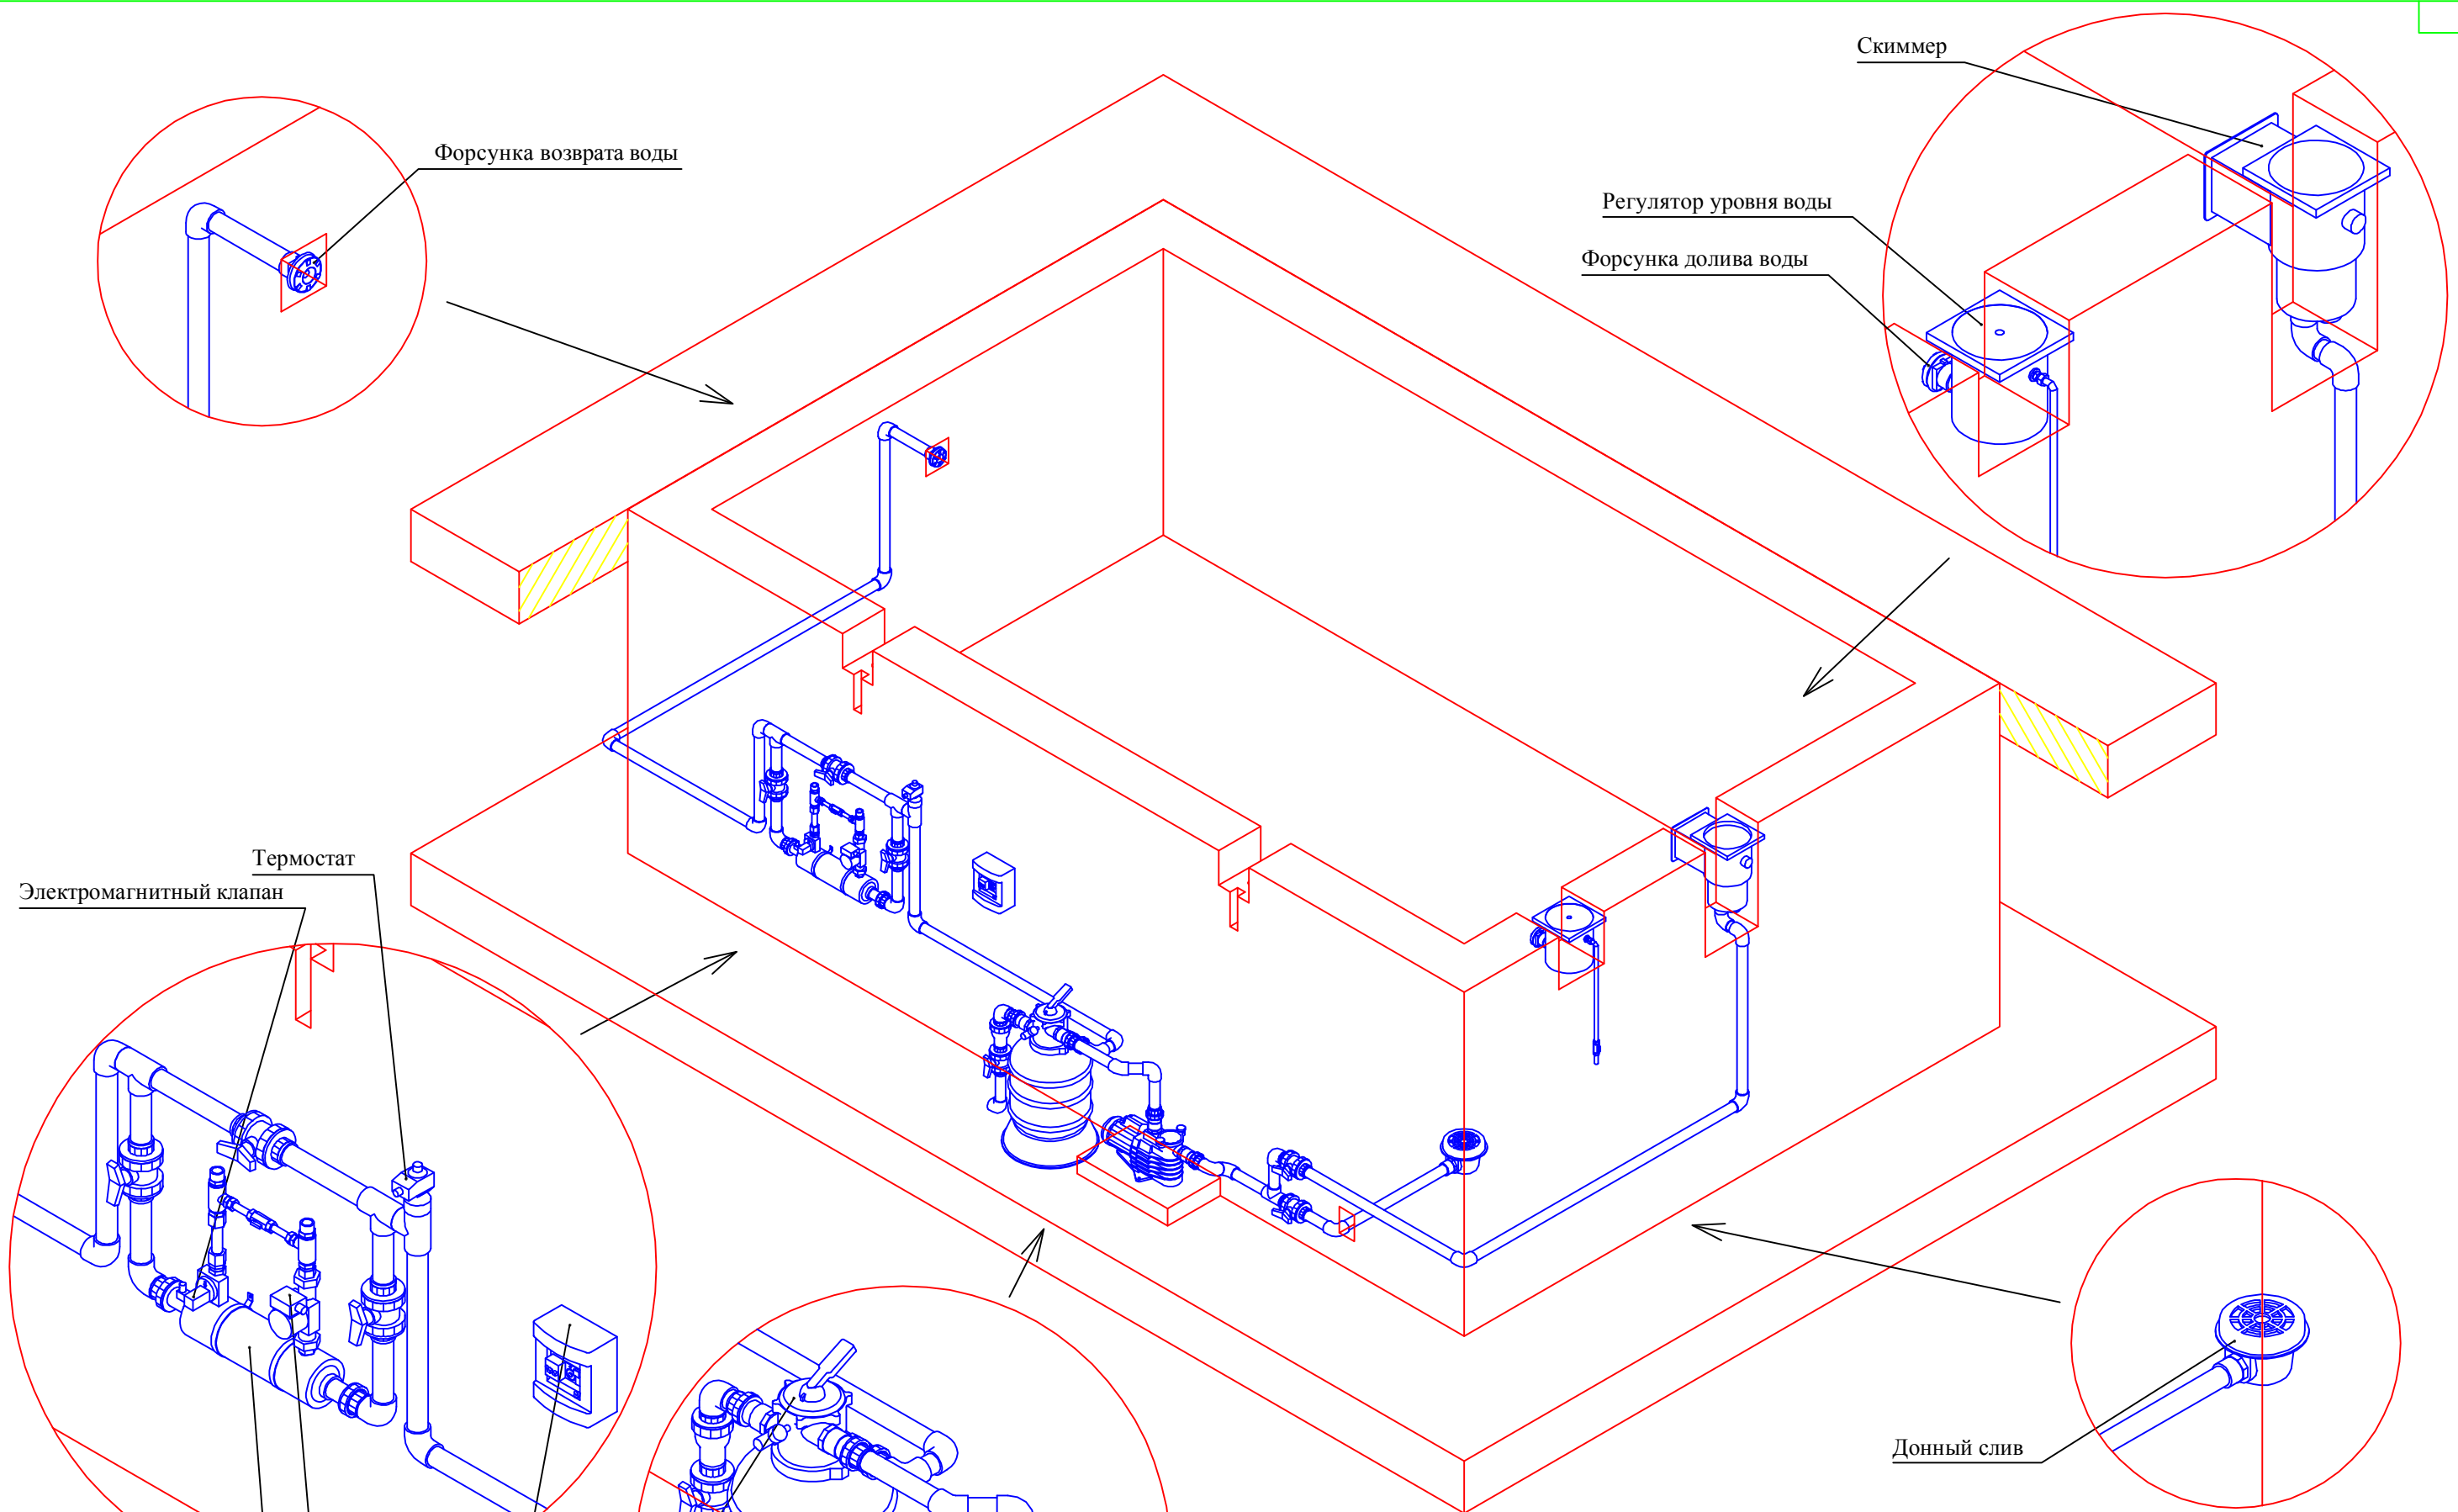 Скиммер
Форсунка возврата воды
Регулятор уровня воды
Форсунка долива воды
Термостат
Электромагнитный клапан
Донный слив